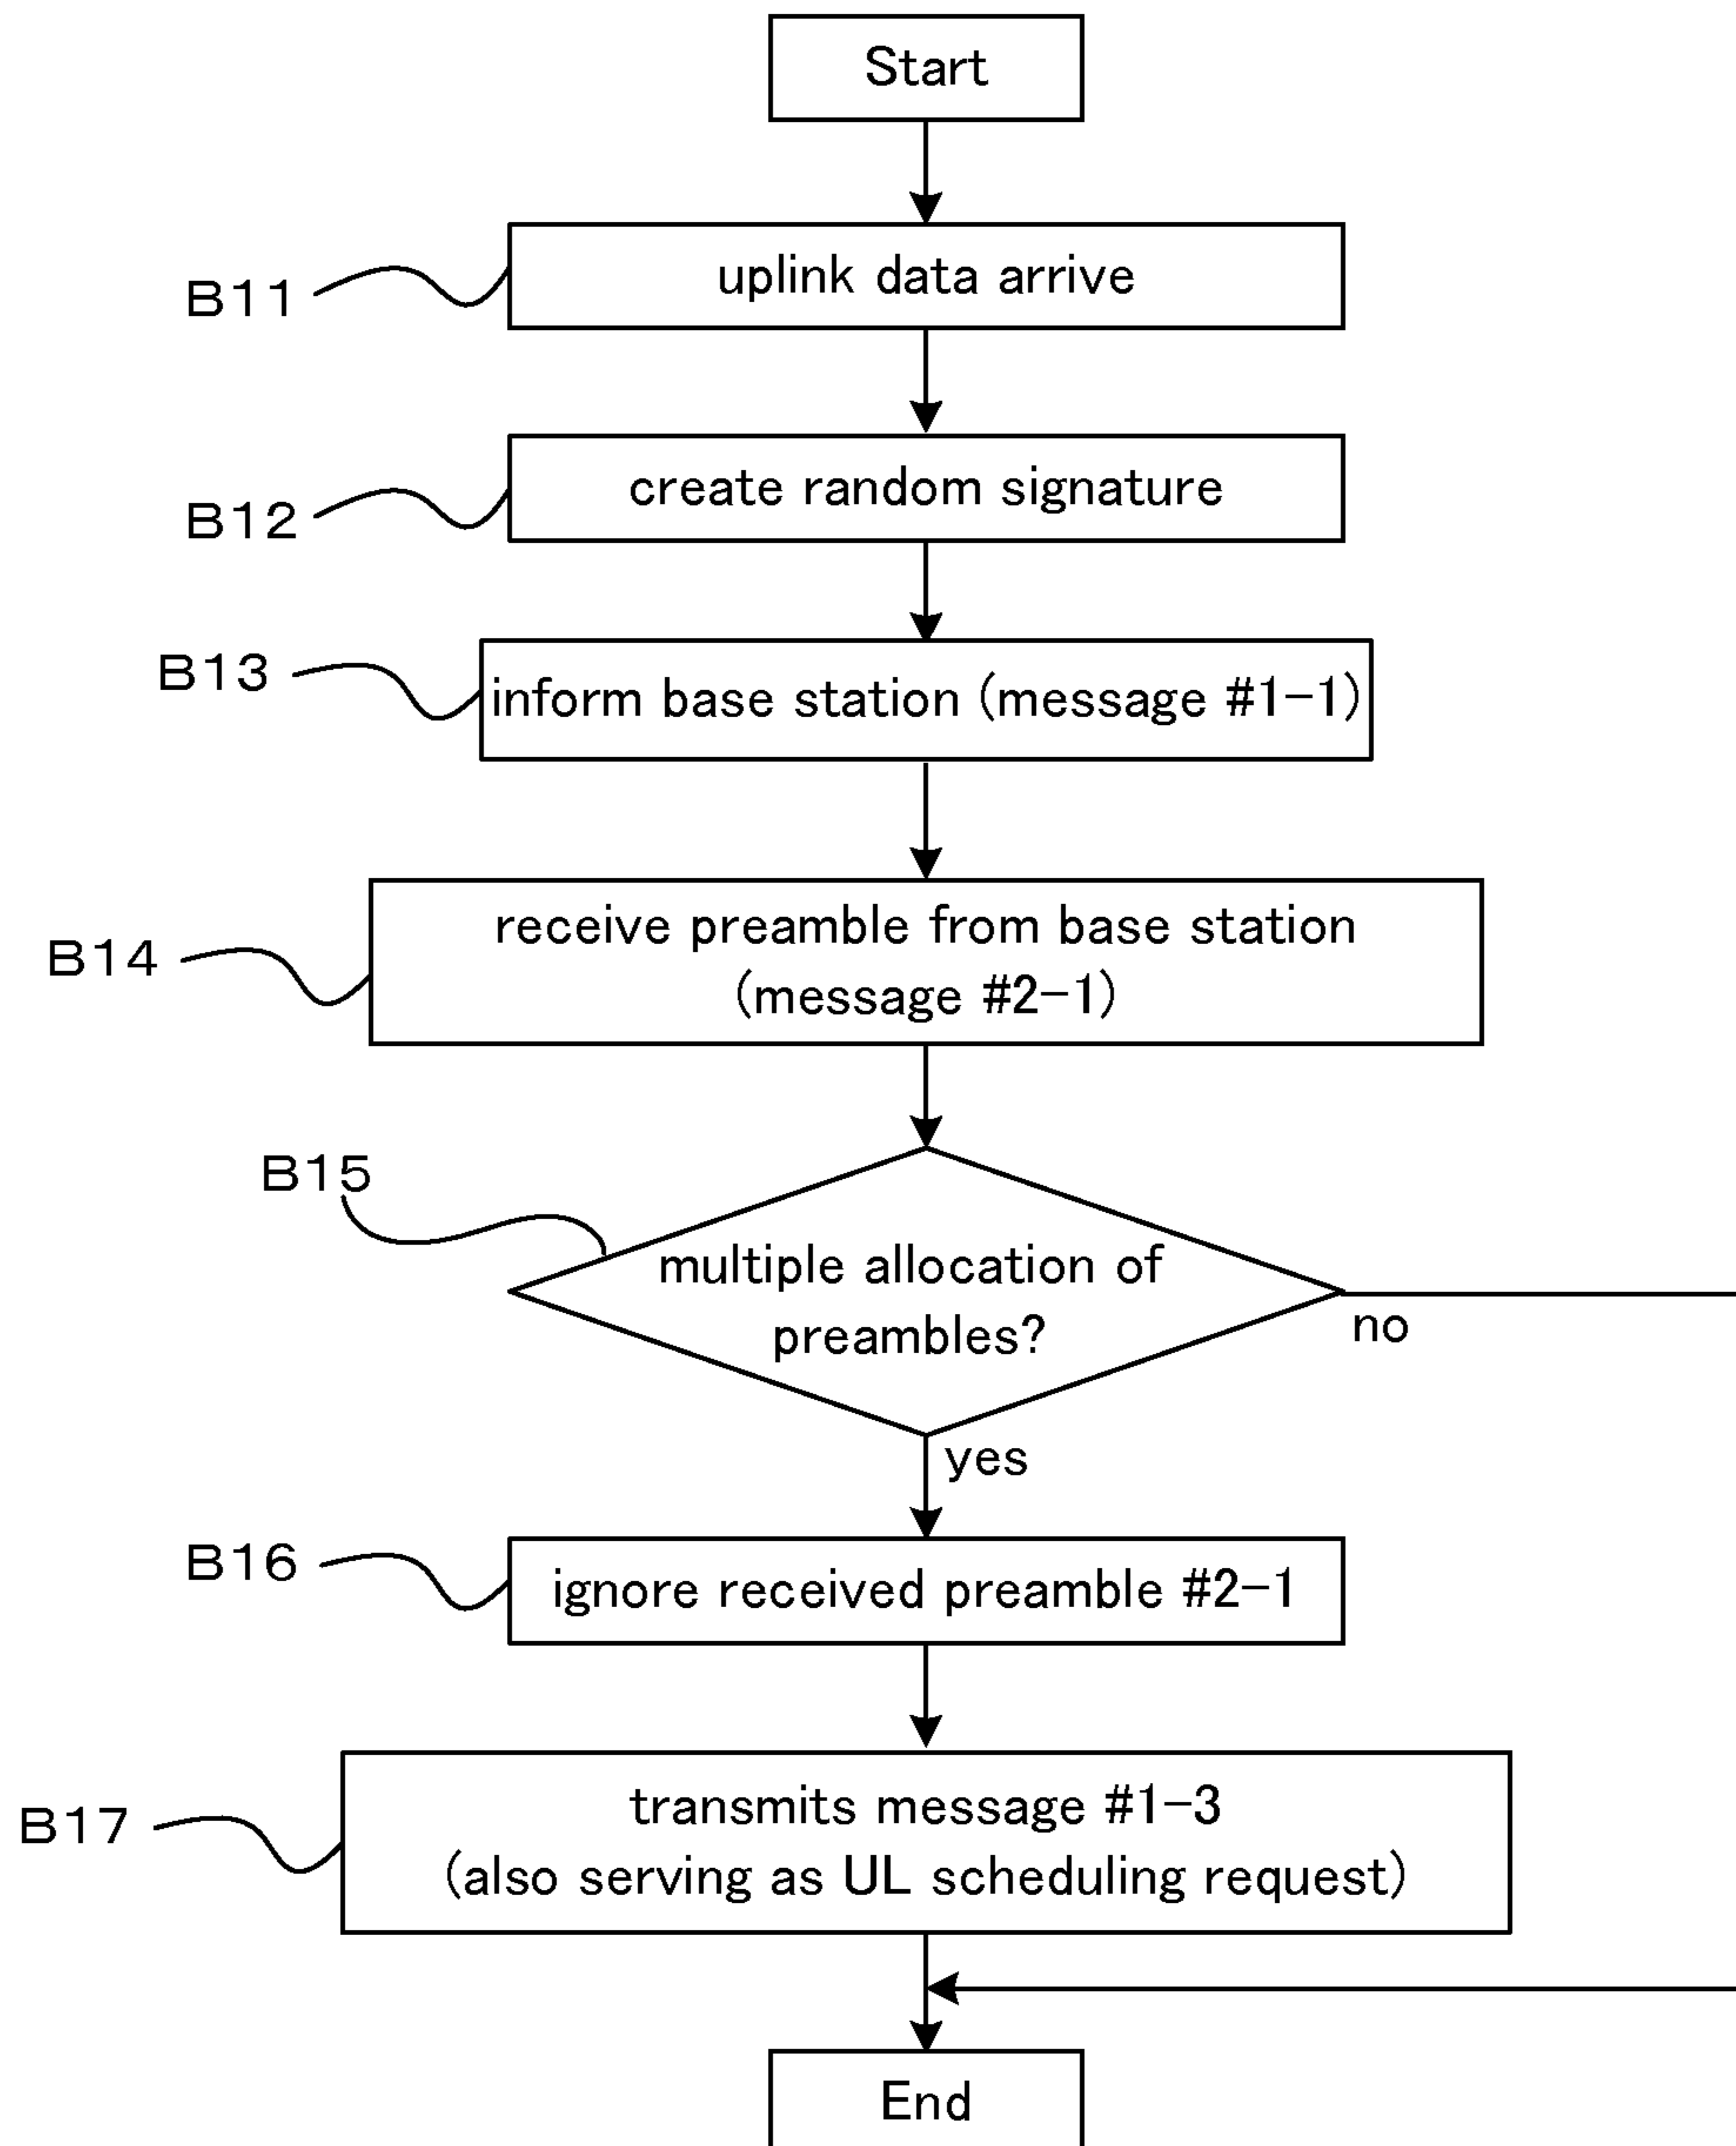 Start
B11
uplink data arrive
B12
create random signature
B13
inform base station (message #1-1)
B14
receive preamble from base station
(message #2-1)
B15
multiple allocation of
preambles?
no
yes
B16
ignore received preamble #2-1
B17
transmits message #1-3
(also serving as UL scheduling request)
End